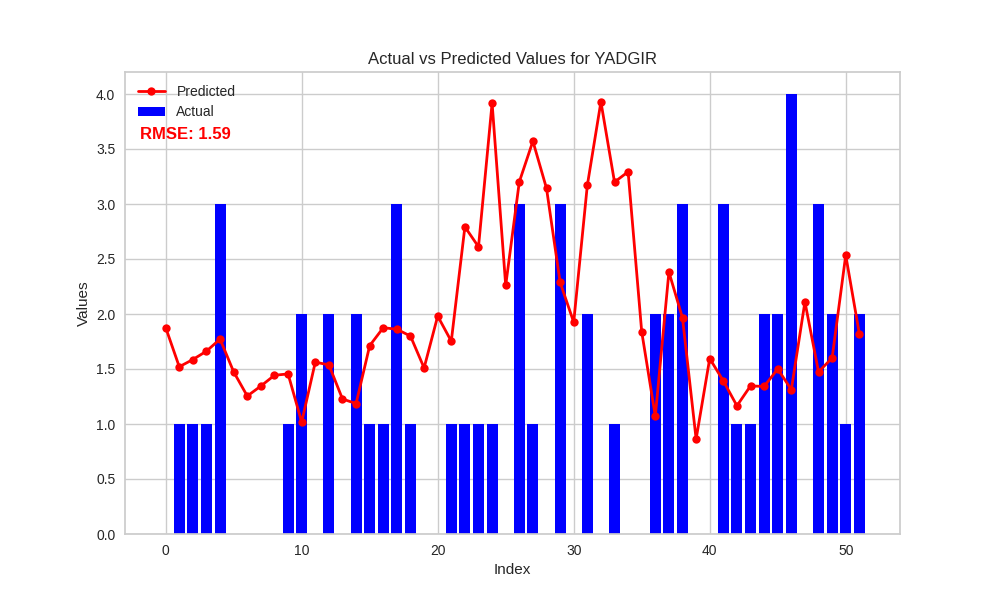 Actual vs Predicted Values for YADGIR
Predicted
Actual
RMSE: 1.59
Values
4.0
3.5
3.0
2.5
2.0
1.5
1.0
0.5
0.0
0 10 20 30 40 50
Index